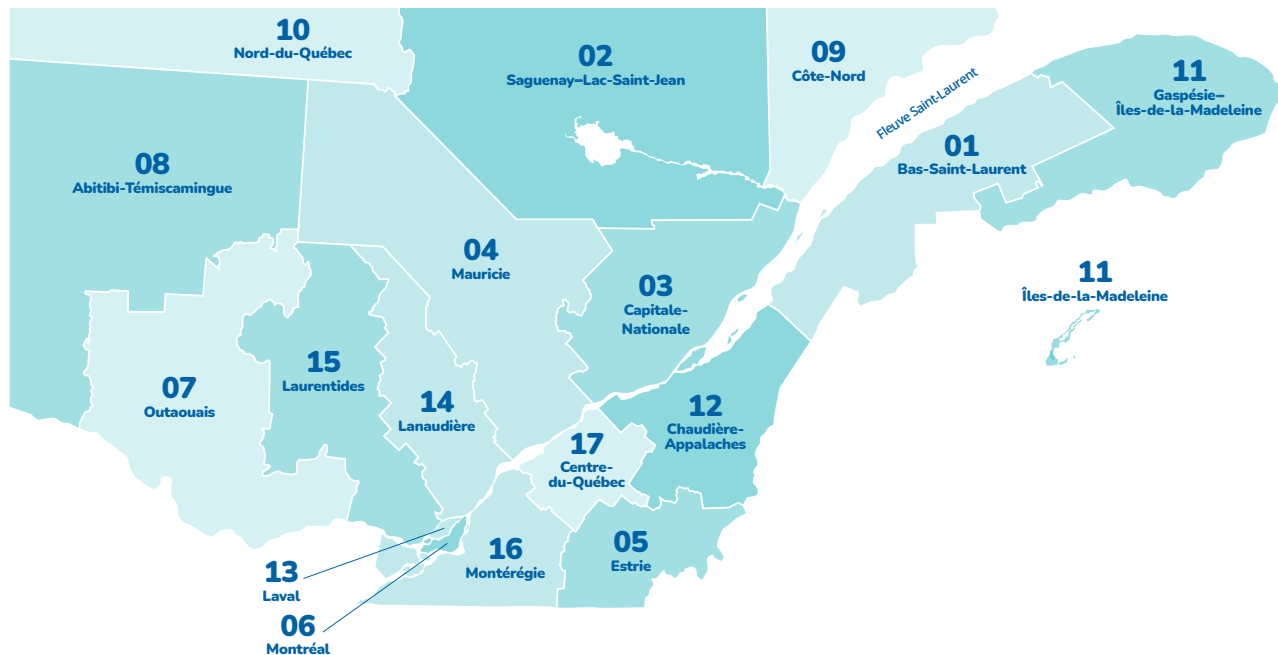 10
Nord-du-Québec
02
Saguenay–Lac-Saint-Jean
09
Côte-Nord
Fleuve Saint-Laurent
11
Gaspésie–
Îles-de-la-Madeleine
01
Bas-Saint-Laurent
08
Abitibi-Témiscamingue
04
Mauricie
03
Capitale-
Nationale
11
Îles-de-la-Madeleine
07
Outaouais
15
Laurentides
14
Lanaudière
12
Chaudière-
Appalaches
17
Centre-
du-Québec
16
Montérégie
05
Estrie
13
Laval
06
Montréal